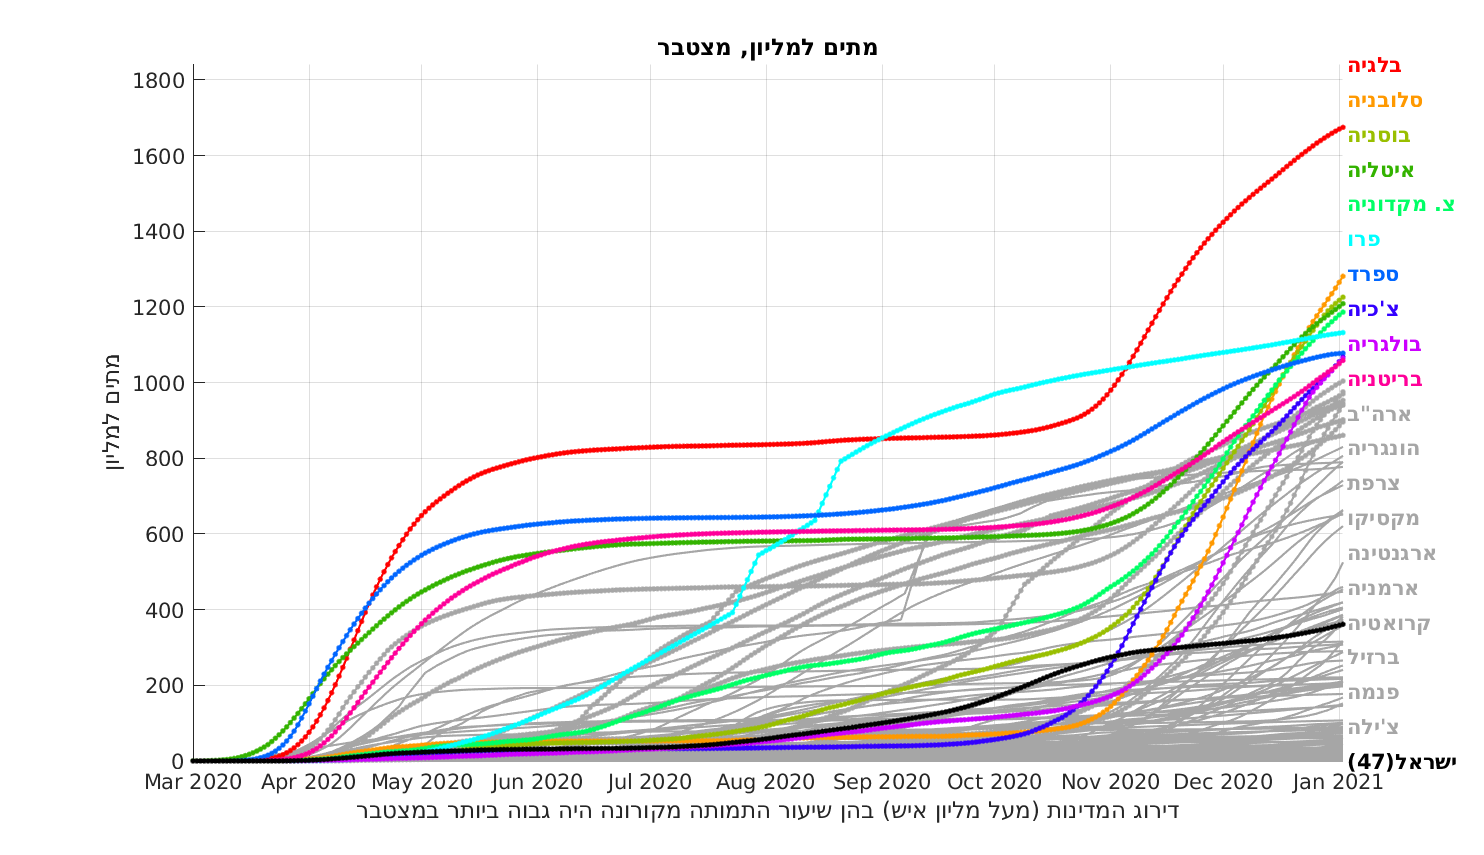 מתים למליון, מצטבר
מתים למליון
1800
1600
1400
1200
1000
800
600
400
200
0
Mar 2020 Apr 2020 May 2020 Jun 2020 Jul 2020 Aug 2020 Sep 2020 Oct 2020 Nov 2020 Dec 2020 Jan 2021
דירוג המדינות (מעל מליון איש) בהן שיעור התמותה מקורונה היה גבוה ביותר במצטבר
בלגיה
סלובניה
בוסניה
איטליה
צ. מקדוניה
פרו
ספרד
צ'כיה
בולגריה
בריטניה
ארה"ב
הונגריה
צרפת
מקסיקו
ארגנטינה
ארמניה
קרואטיה
ברזיל
פנמה
צ'ילה
ישראל(47)